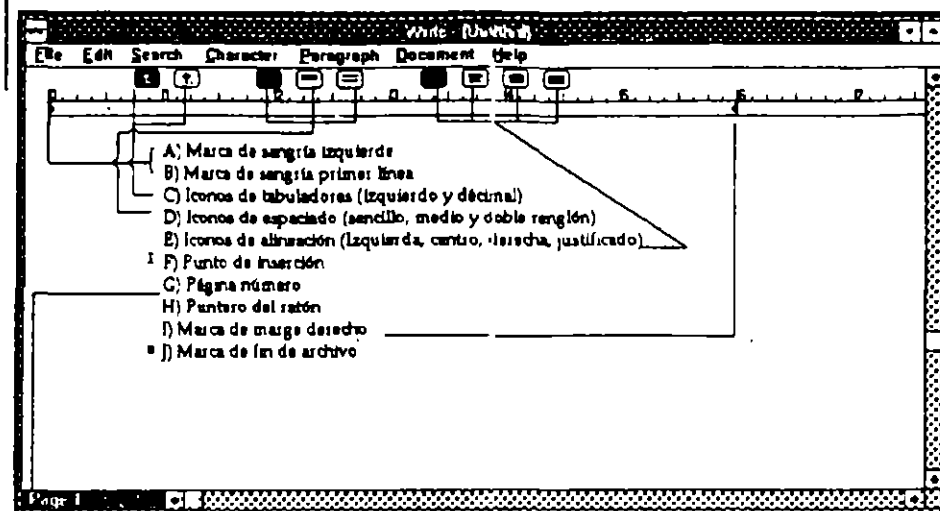 Write - (Untitled)
File Edit Search Character Paragraph Document Help
A) Marca de sangría izquierde
B) Marca de sangría primer línea
C) Iconos de tabuladores (izquierdo y décimal)
D) Iconos de espaciado (sencillo, medio y doble renglón)
E) Iconos de alineación (Izquierda, centro, derecha, justificado)
F) Punto de inserción
G) Página número
H) Puntero del ratón
I) Marca de marge derecho
J) Marca de fin de archivo
Page 1